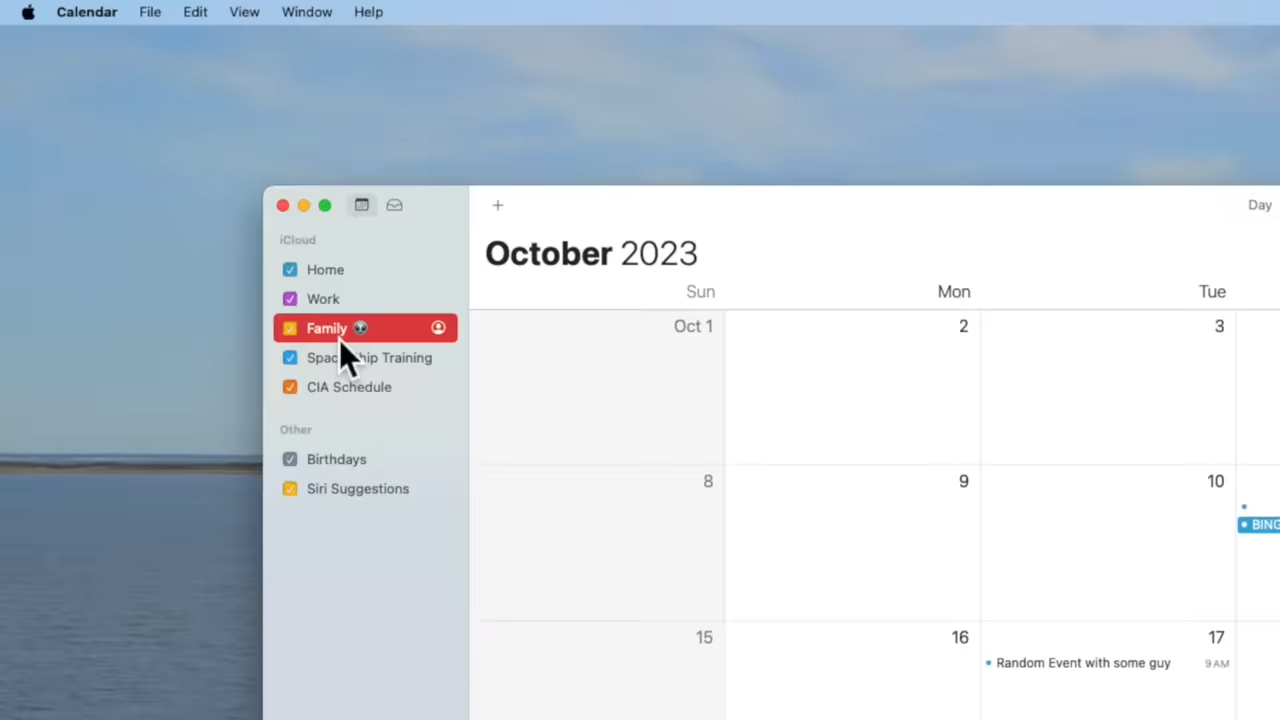 Calendar File Edit View Window Help
Day
iCloud
Home
Work
Family 👽
Training
CIA Schedule
Other
Birthdays
Siri Suggestions
October 2023
Sun Mon Tue
Oct 1 2 3
8 9 10
BING
15 16 17
Random Event with some guy 9 AM